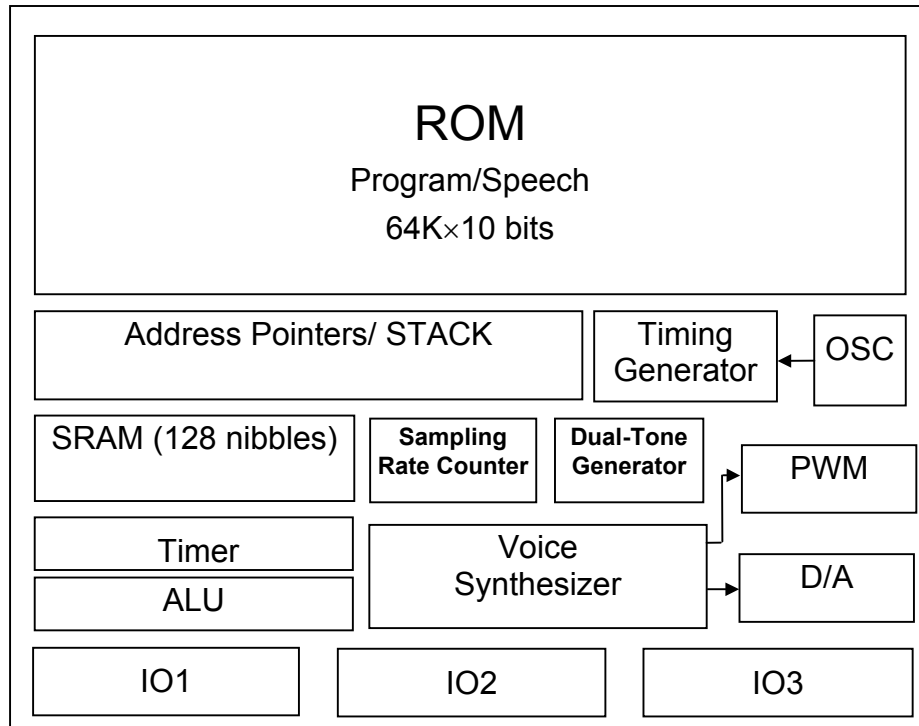 ROM
Program/Speech
64K×10 bits
Address Pointers/ STACK
Timing
Generator
OSC
SRAM (128 nibbles)
Sampling
Rate Counter
Dual-Tone
Generator
PWM
Timer
Voice
Synthesizer
D/A
ALU
IO1
IO2
IO3